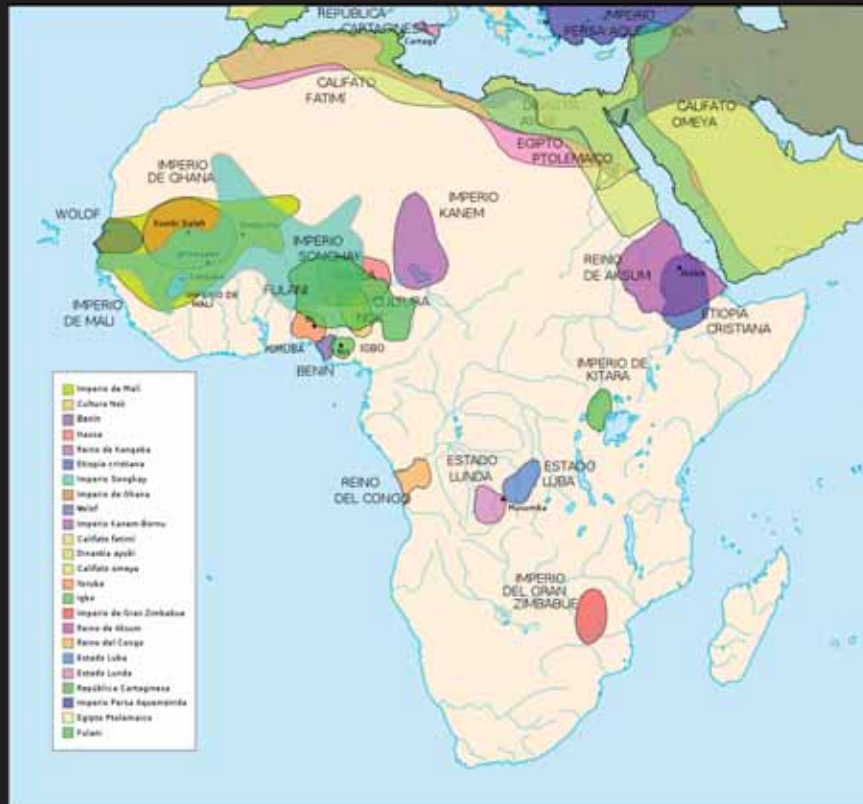 REPÚBLICA
CARTAGINESA
Cartago
IMPERIO
PERSA
CALIFATO
FATIMÍ
CALIFATO
OMEYA
EGIPTO
PTOLEMAICO
IMPERIO
DE GHANA
WOLOF
Kumbi Saleh
IMPERIO
KANEM
IMPERIO
SONGHAY
REINO
DE AKSUM
FULANI
CULTURA
NOK
IMPERIO
DE MALI
IMPERIO DE
MALI
ETIOPÍA
CRISTIANA
YORUBA
IGBO
BENIN
IMPERIO DE
KITARA
REINO
DEL CONGO
ESTADO
LUNDA
ESTADO
LUBA
Musumba
IMPERIO
DEL GRAN
ZIMBABUE
Imperio de Mali
Cultura Nok
Benin
Hausa
Reino de Kangaba
Etiopía cristiana
Imperio Songhay
Imperio de Ghana
Wolof
Imperio Kanem-Bornu
Califato fatimí
Dinastía ayubí
Califato omeya
Yoruba
Igbo
Imperio de Gran Zimbabue
Reino de Aksum
Reino del Congo
Estado Luba
Estado Lunda
República Cartaginesa
Imperio Persa Aqueménida
Egipto Ptolemaico
Fulani